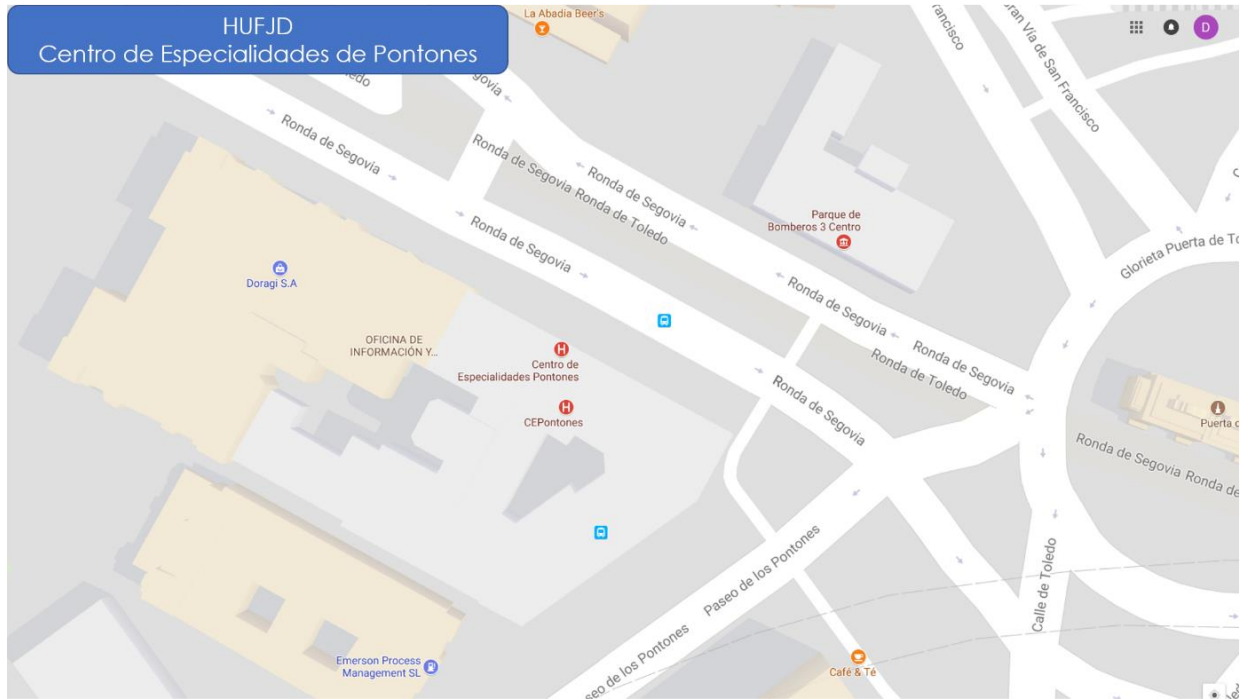 HUFJD
Centro de Especialidades de Pontones
La Abadia Beer's
Ronda de Segovia
Ronda de Segovia Ronda de Toledo
Ronda de Segovia
Ronda de Segovia
Gran Vía de San Francisco
Parque de
Bomberos 3 Centro
Glorieta Puerta de To
Doragi S.A
OFICINA DE
INFORMACIÓN Y...
Centro de
Especialidades Pontones
CEPontones
Ronda de Segovia
Ronda de Segovia
Ronda de Toledo
Ronda de Segovia
Puerta d
Ronda de Segovia Ronda de
Paseo de los Pontones
eo de los Pontones
Calle de Toledo
Emerson Process
Management SL
Café & Té
D